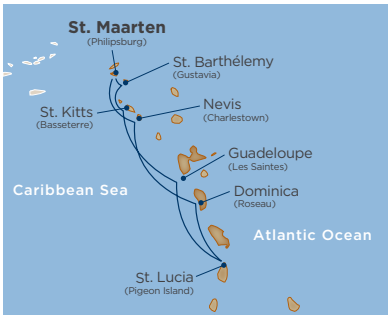 St. Maarten
(Philipsburg)
St. Barthélemy
(Gustavia)
Nevis
(Charlestown)
St. Kitts
(Basseterre)
Guadeloupe
(Les Saintes)
Caribbean Sea
Dominica
(Roseau)
Atlantic Ocean
St. Lucia
(Pigeon Island)